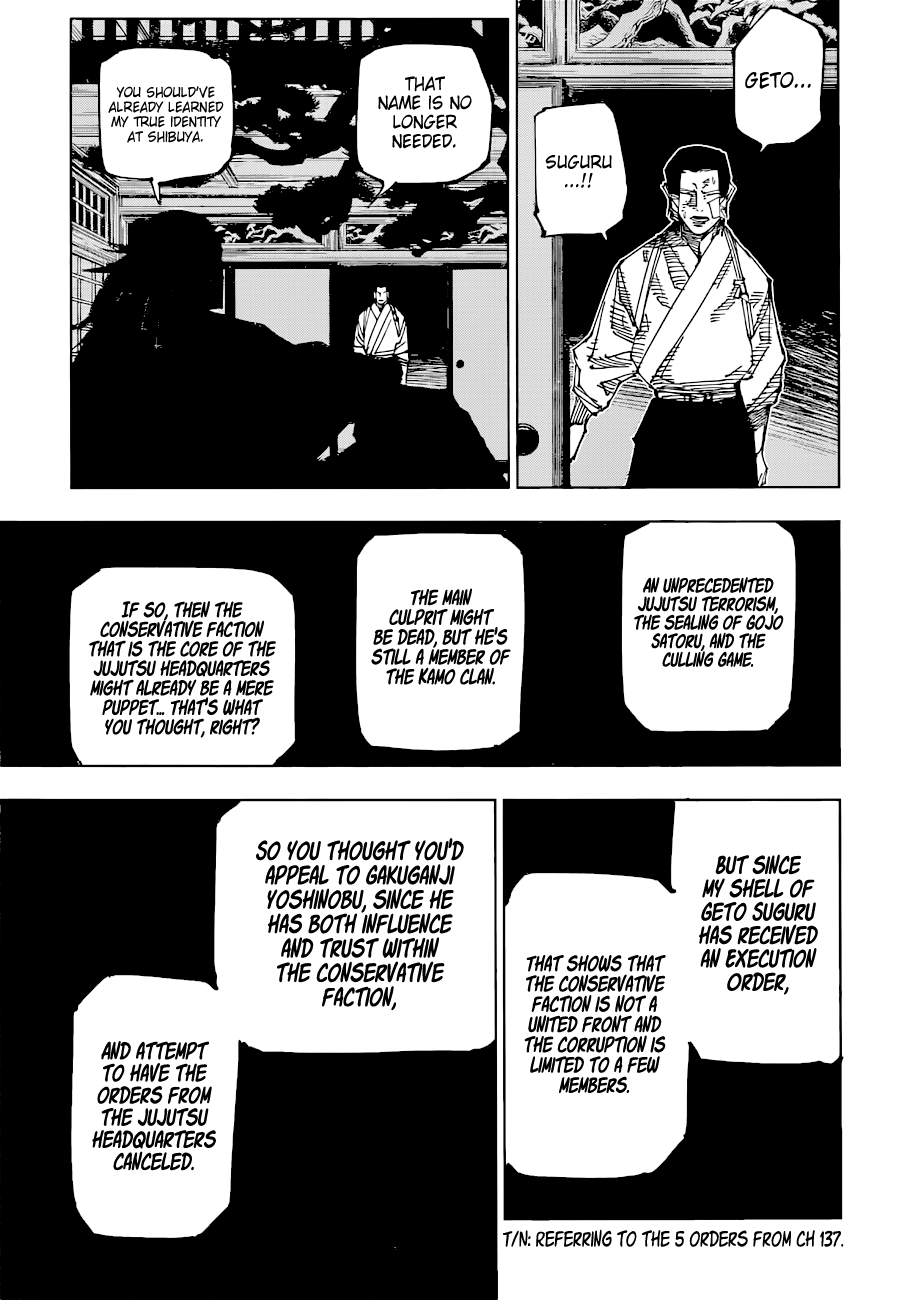 GETO...
SUGURU
...!!
THAT
NAME IS NO
LONGER
NEEDED.
YOU SHOULD'VE
ALREADY LEARNED
MY TRUE IDENTITY
AT SHIBUYA.
AN UNPRECEDENTED
JUJUTSU TERRORISM,
THE SEALING OF GOJO
SATORU, AND THE
CULLING GAME.
THE MAIN
CULPRIT MIGHT
BE DEAD, BUT HE'S
STILL A MEMBER OF
THE KAMO CLAN.
IF SO, THEN THE
CONSERVATIVE FACTION
THAT IS THE CORE OF THE
JUJUTSU HEADQUARTERS
MIGHT ALREADY BE A MERE
PUPPET... THAT'S WHAT
YOU THOUGHT, RIGHT?
BUT SINCE
MY SHELL OF
GETO SUGURU
HAS RECEIVED
AN EXECUTION
ORDER,
THAT SHOWS THAT
THE CONSERVATIVE
FACTION IS NOT A
UNITED FRONT AND
THE CORRUPTION IS
LIMITED TO A FEW
MEMBERS.
SO YOU THOUGHT YOU'D
APPEAL TO GAKUGANJI
YOSHINOBU, SINCE HE
HAS BOTH INFLUENCE
AND TRUST WITHIN
THE CONSERVATIVE
FACTION,
AND ATTEMPT
TO HAVE THE
ORDERS FROM
THE JUJUTSU
HEADQUARTERS
CANCELED.
T/N: REFERRING TO THE 5 ORDERS FROM CH 137.